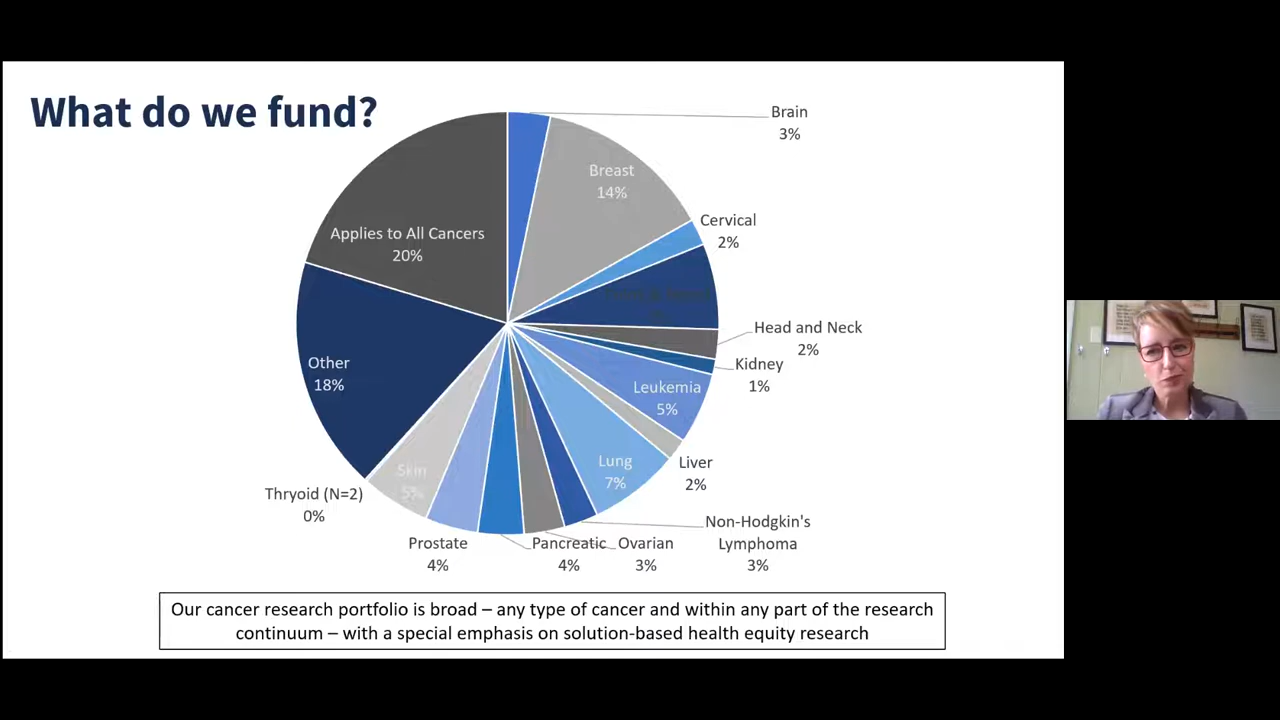 What do we fund?
Brain
3%
Breast
14%
Cervical
2%
Applies to All Cancers
20%
Head and Neck
2%
Kidney
1%
Other
18%
Leukemia
5%
Lung
7%
Liver
2%
Skin
5%
Thryoid (N=2)
0%
Non-Hodgkin's
Lymphoma
3%
Prostate
4%
Pancreatic
4%
Ovarian
3%
Our cancer research portfolio is broad – any type of cancer and within any part of the research
continuum – with a special emphasis on solution-based health equity research